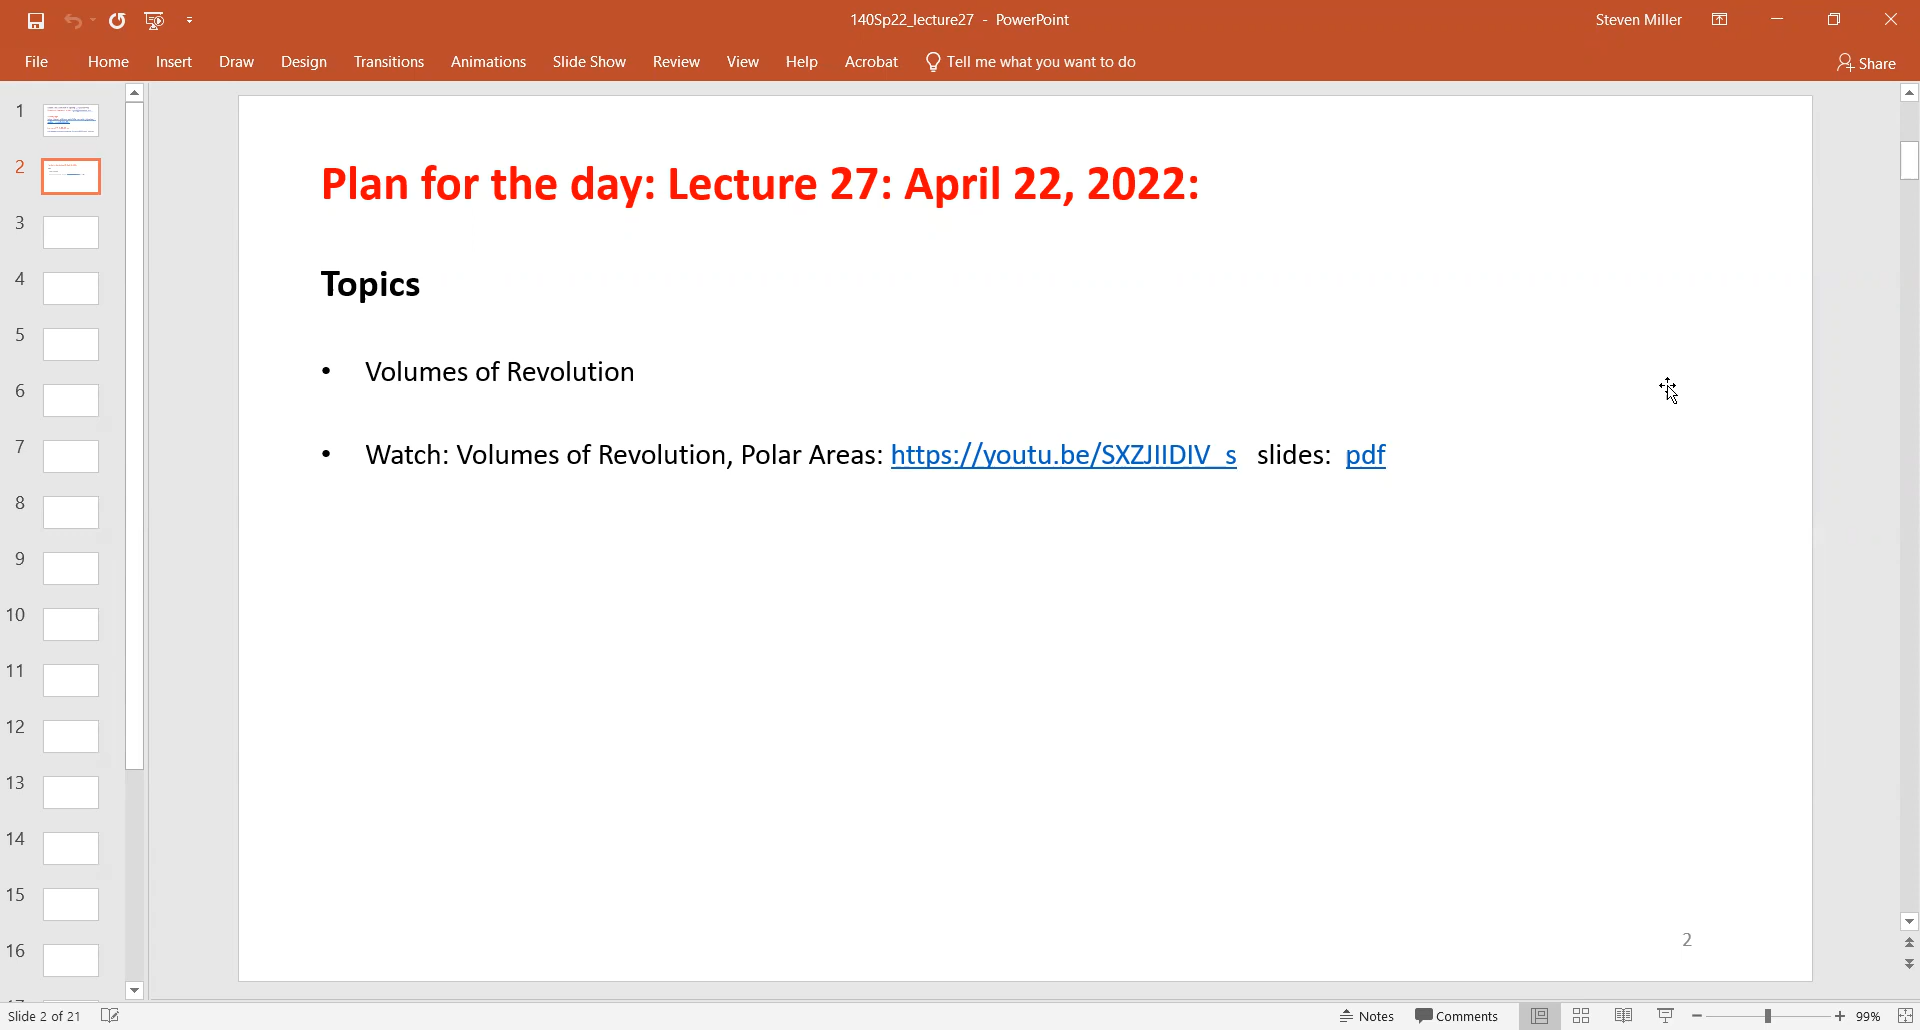 140Sp22_lecture27 - PowerPoint
Steven Miller
File Home Insert Draw Design Transitions Animations Slide Show Review View Help Acrobat Tell me what you want to do Share
1
2
3
4
5
6
7
8
9
10
11
12
13
14
15
16
Plan for the day: Lecture 27: April 22, 2022:
Topics
• Volumes of Revolution
• Watch: Volumes of Revolution, Polar Areas: https://youtu.be/SXZJIIDIV_s slides: pdf
2
Slide 2 of 21 Notes Comments 99%